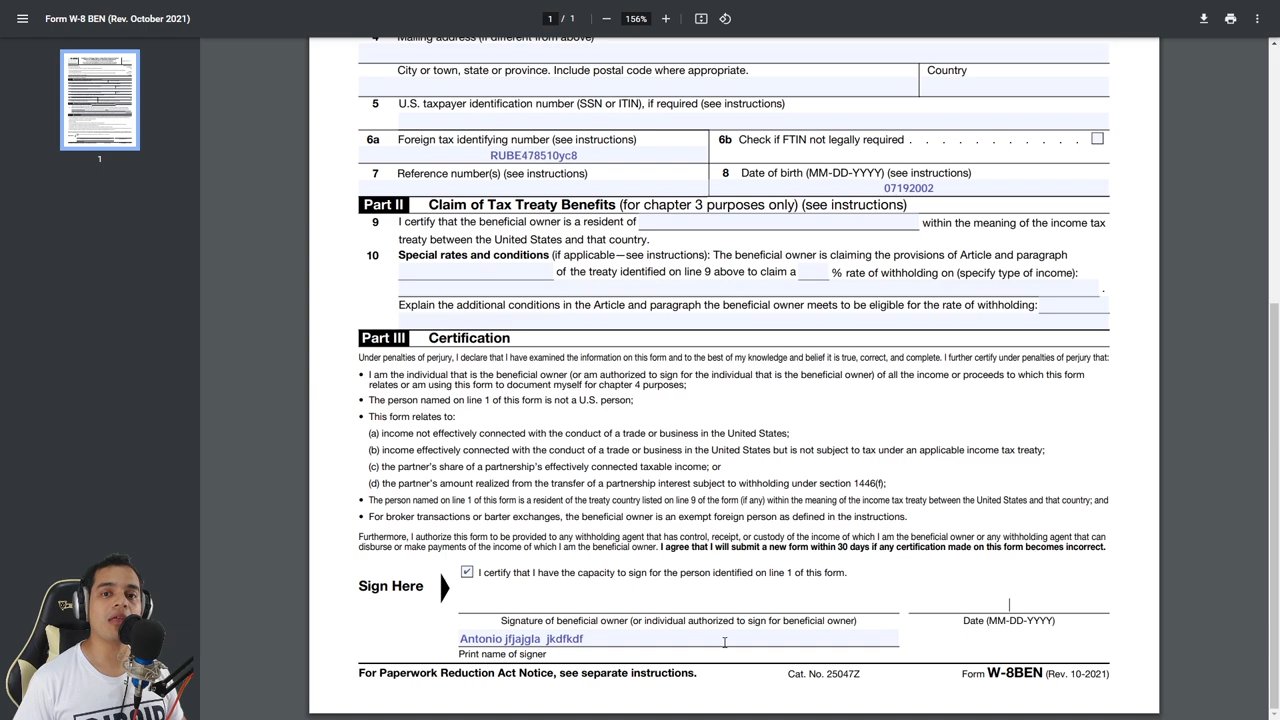 Form W-8 BEN (Rev. October 2021)
1 / 1
156%
1
4 Mailing address (if different from above)
City or town, state or province. Include postal code where appropriate.
Country
5 U.S. taxpayer identification number (SSN or ITIN), if required (see instructions)
6a Foreign tax identifying number (see instructions)
RUBE478510yc8
6b Check if FTIN not legally required . . . . . . . . . . .
7 Reference number(s) (see instructions)
8 Date of birth (MM-DD-YYYY) (see instructions)
07192002
Part II Claim of Tax Treaty Benefits (for chapter 3 purposes only) (see instructions)
9 I certify that the beneficial owner is a resident of within the meaning of the income tax
treaty between the United States and that country.
10 Special rates and conditions (if applicable—see instructions): The beneficial owner is claiming the provisions of Article and paragraph
of the treaty identified on line 9 above to claim a % rate of withholding on (specify type of income):
.
Explain the additional conditions in the Article and paragraph the beneficial owner meets to be eligible for the rate of withholding:
Part III Certification
Under penalties of perjury, I declare that I have examined the information on this form and to the best of my knowledge and belief it is true, correct, and complete. I further certify under penalties of perjury that:
• I am the individual that is the beneficial owner (or am authorized to sign for the individual that is the beneficial owner) of all the income or proceeds to which this form
relates or am using this form to document myself for chapter 4 purposes;
• The person named on line 1 of this form is not a U.S. person;
• This form relates to:
(a) income not effectively connected with the conduct of a trade or business in the United States;
(b) income effectively connected with the conduct of a trade or business in the United States but is not subject to tax under an applicable income tax treaty;
(c) the partner’s share of a partnership’s effectively connected taxable income; or
(d) the partner’s amount realized from the transfer of a partnership interest subject to withholding under section 1446(f);
• The person named on line 1 of this form is a resident of the treaty country listed on line 9 of the form (if any) within the meaning of the income tax treaty between the United States and that country; and
• For broker transactions or barter exchanges, the beneficial owner is an exempt foreign person as defined in the instructions.
Furthermore, I authorize this form to be provided to any withholding agent that has control, receipt, or custody of the income of which I am the beneficial owner or any withholding agent that can
disburse or make payments of the income of which I am the beneficial owner. I agree that I will submit a new form within 30 days if any certification made on this form becomes incorrect.
I certify that I have the capacity to sign for the person identified on line 1 of this form.
Sign Here
Signature of beneficial owner (or individual authorized to sign for beneficial owner)
Date (MM-DD-YYYY)
Antonio jfjajgla jkdfkdf
Print name of signer
For Paperwork Reduction Act Notice, see separate instructions.
Cat. No. 25047Z
Form W-8BEN (Rev. 10-2021)